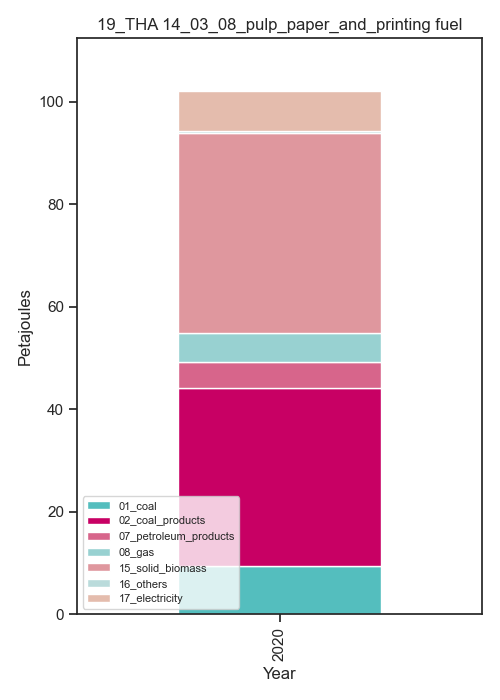 19_THA 14_03_08_pulp_paper_and_printing fuel
100
80
60
40
20
0
Petajoules
01_coal
02_coal_products
07_petroleum_products
08_gas
15_solid_biomass
16_others
17_electricity
2020
Year